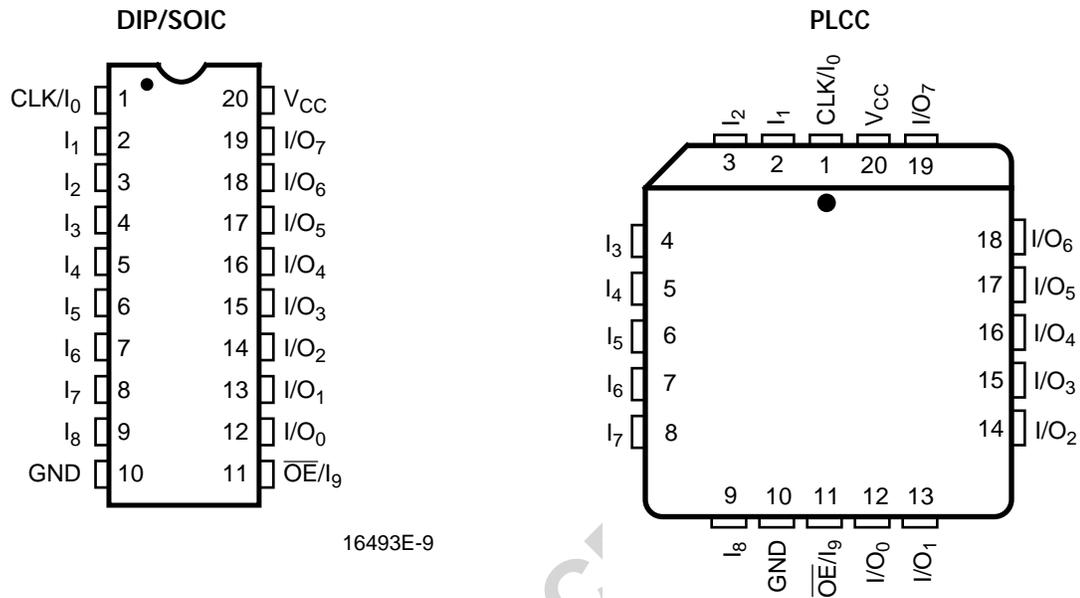 DIP/SOIC
CLK/I0 1 20 VCC
I1 2 19 I/O7
I2 3 18 I/O6
I3 4 17 I/O5
I4 5 16 I/O4
I5 6 15 I/O3
I6 7 14 I/O2
I7 8 13 I/O1
I8 9 12 I/O0
GND 10 11 O̅E̅/I9
16493E-9
PLCC
I2 I1 CLK/I0 VCC I/O7
3 2 1 20 19
I3 4 18 I/O6
I4 5 17 I/O5
I5 6 16 I/O4
I6 7 15 I/O3
I7 8 14 I/O2
9 10 11 12 13
I8 GND O̅E̅/I9 I/O0 I/O1